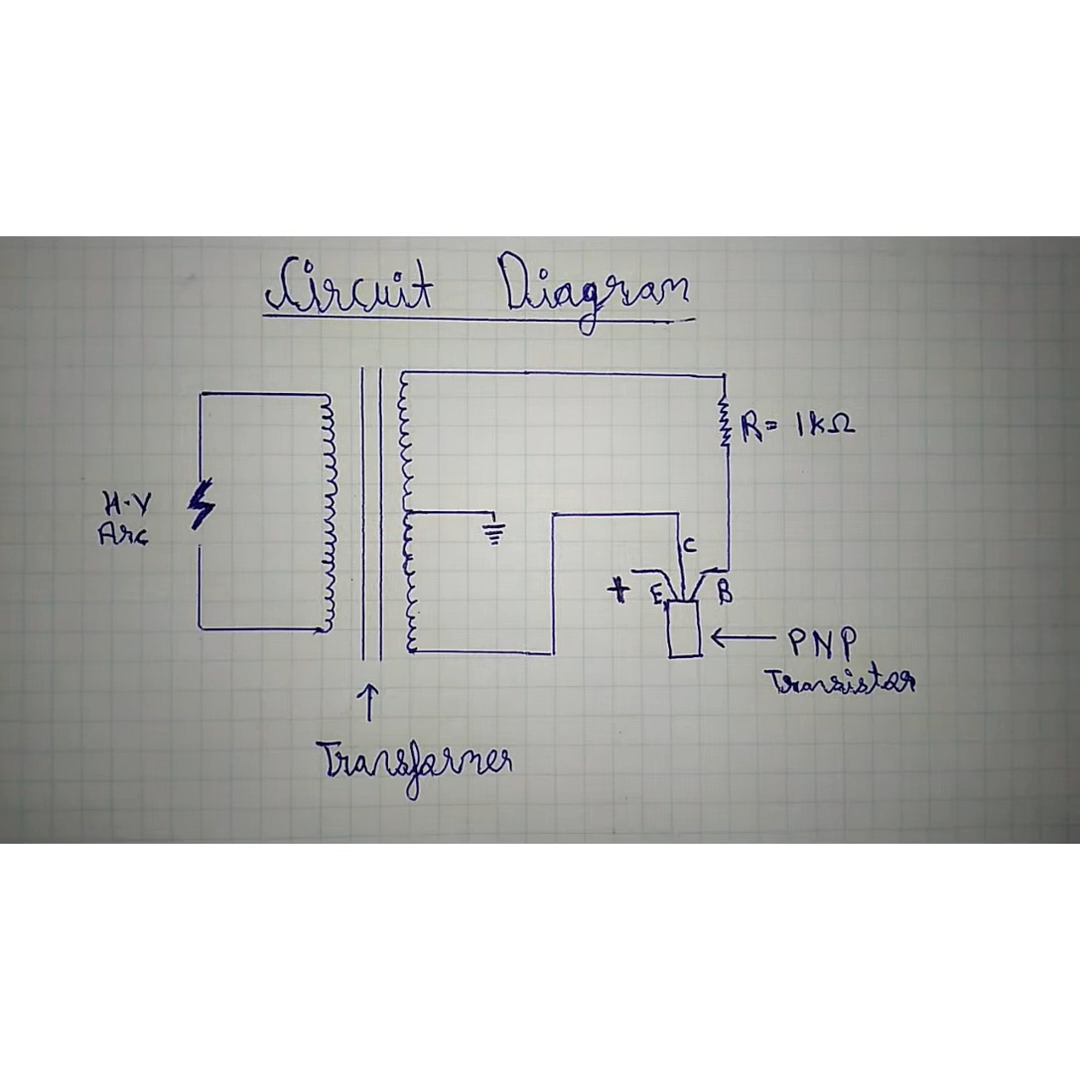 Circuit Diagram
R= 1kΩ
H.V
Arc
C
+ E B
PNP
Transistor
Transformer